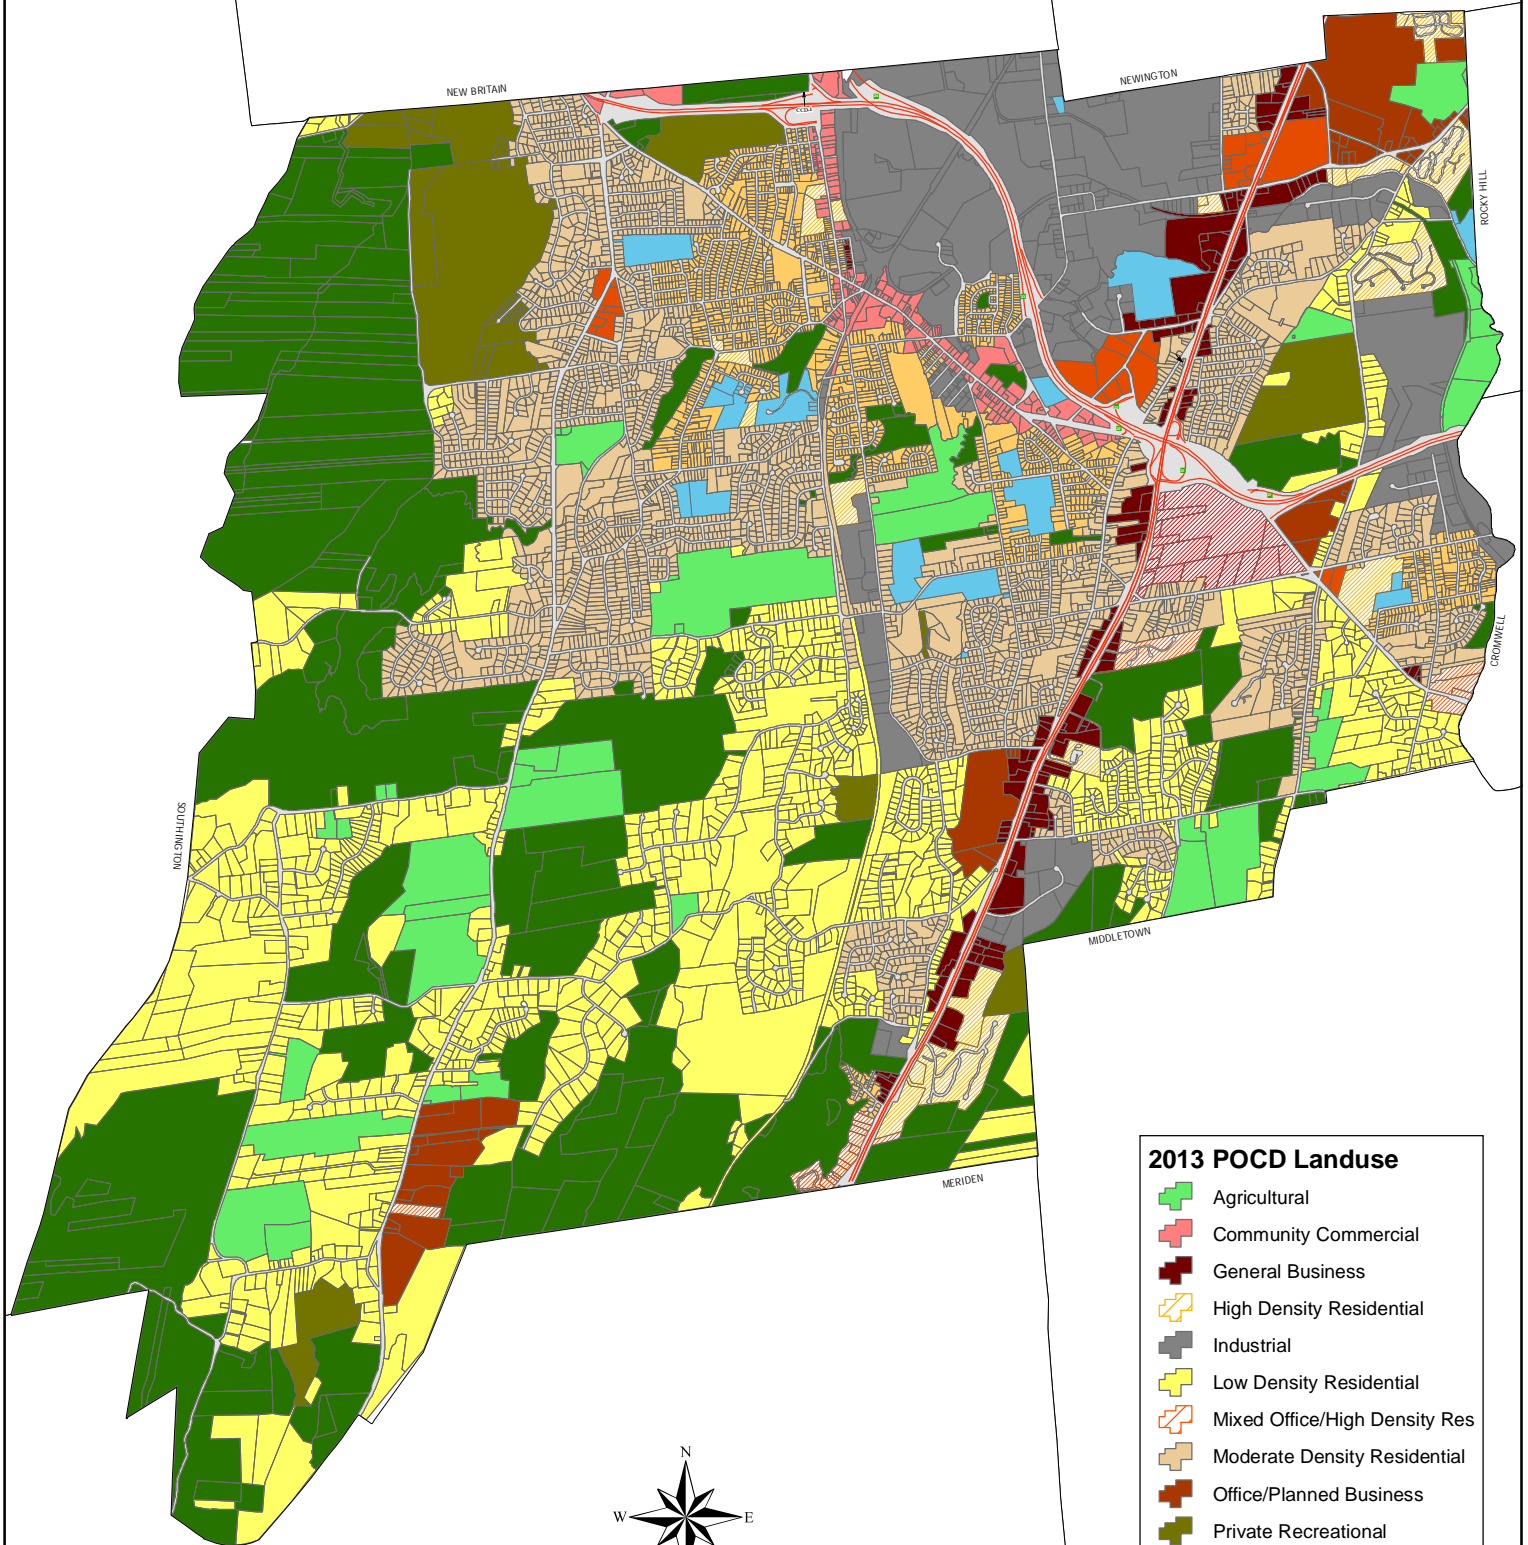 NEW BRITAIN
NEWINGTON
ROCKY HILL
CROMWELL
SOUTHINGTON
MIDDLETOWN
MERIDEN
2013 POCD Landuse
Agricultural
Community Commercial
General Business
High Density Residential
Industrial
Low Density Residential
Mixed Office/High Density Res
Moderate Density Residential
Office/Planned Business
Private Recreational
N
W E